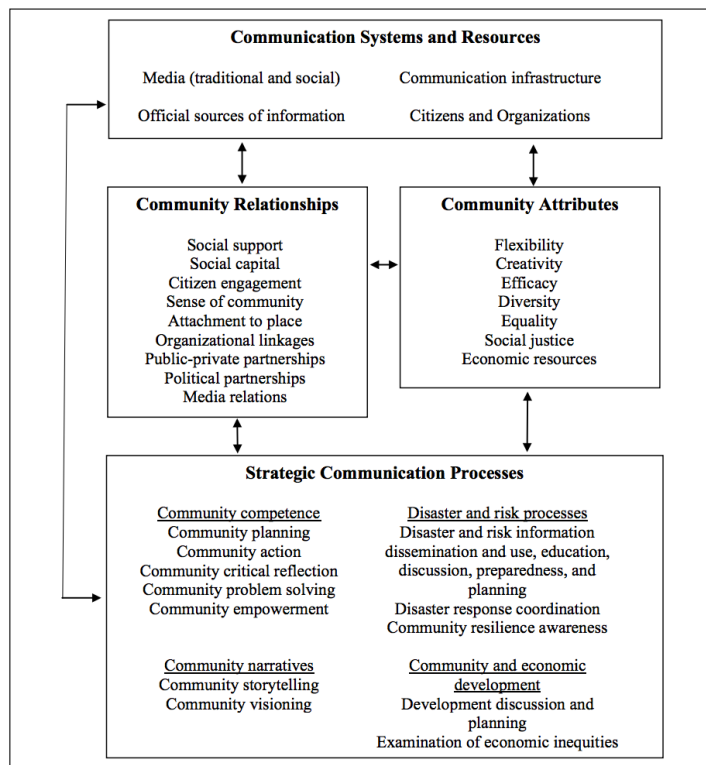 Communication Systems and Resources
Media (traditional and social)
Communication infrastructure
Official sources of information
Citizens and Organizations
Community Relationships
Social support
Social capital
Citizen engagement
Sense of community
Attachment to place
Organizational linkages
Public-private partnerships
Political partnerships
Media relations
Community Attributes
Flexibility
Creativity
Efficacy
Diversity
Equality
Social justice
Economic resources
Strategic Communication Processes
Community competence
Community planning
Community action
Community critical reflection
Community problem solving
Community empowerment
Disaster and risk processes
Disaster and risk information
dissemination and use, education,
discussion, preparedness, and
planning
Disaster response coordination
Community resilience awareness
Community narratives
Community storytelling
Community visioning
Community and economic
development
Development discussion and
planning
Examination of economic inequities